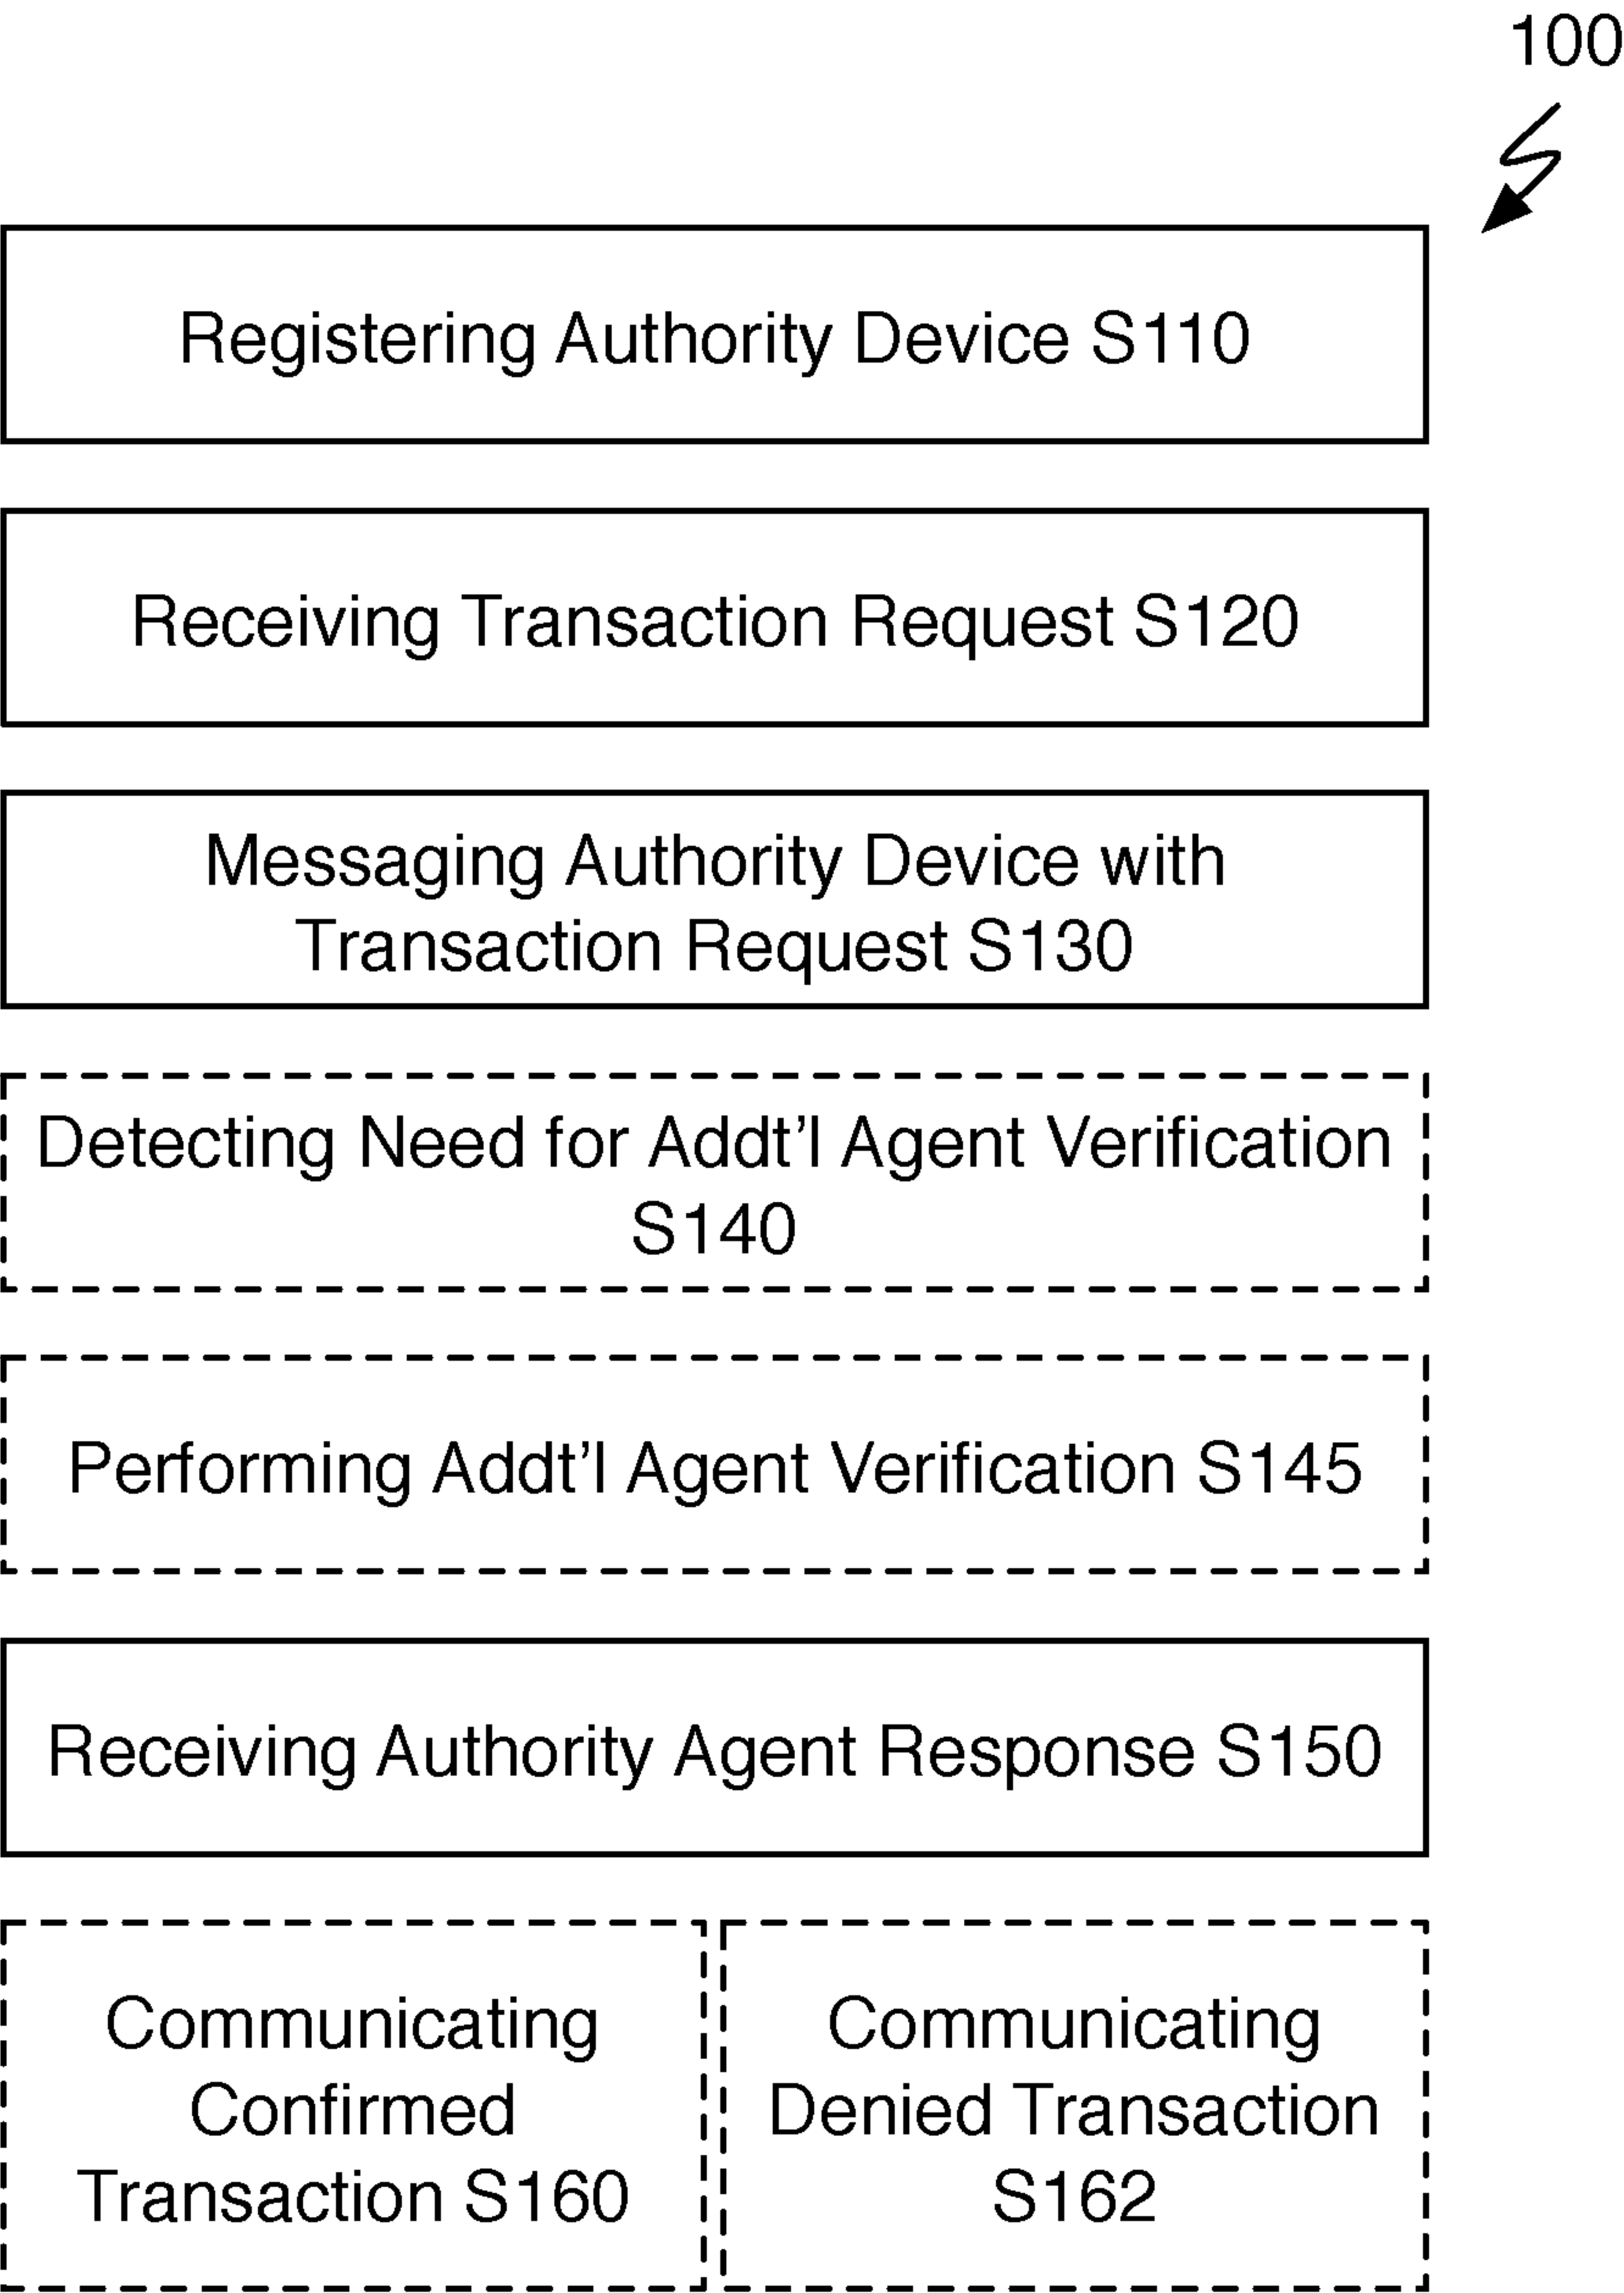 100
Registering Authority Device S110
Receiving Transaction Request S120
Messaging Authority Device with
Transaction Request S130
Detecting Need for Addt'l Agent Verification
S140
Performing Addt'l Agent Verification S145
Receiving Authority Agent Response S150
Communicating
Confirmed
Transaction S160
Communicating
Denied Transaction
S162